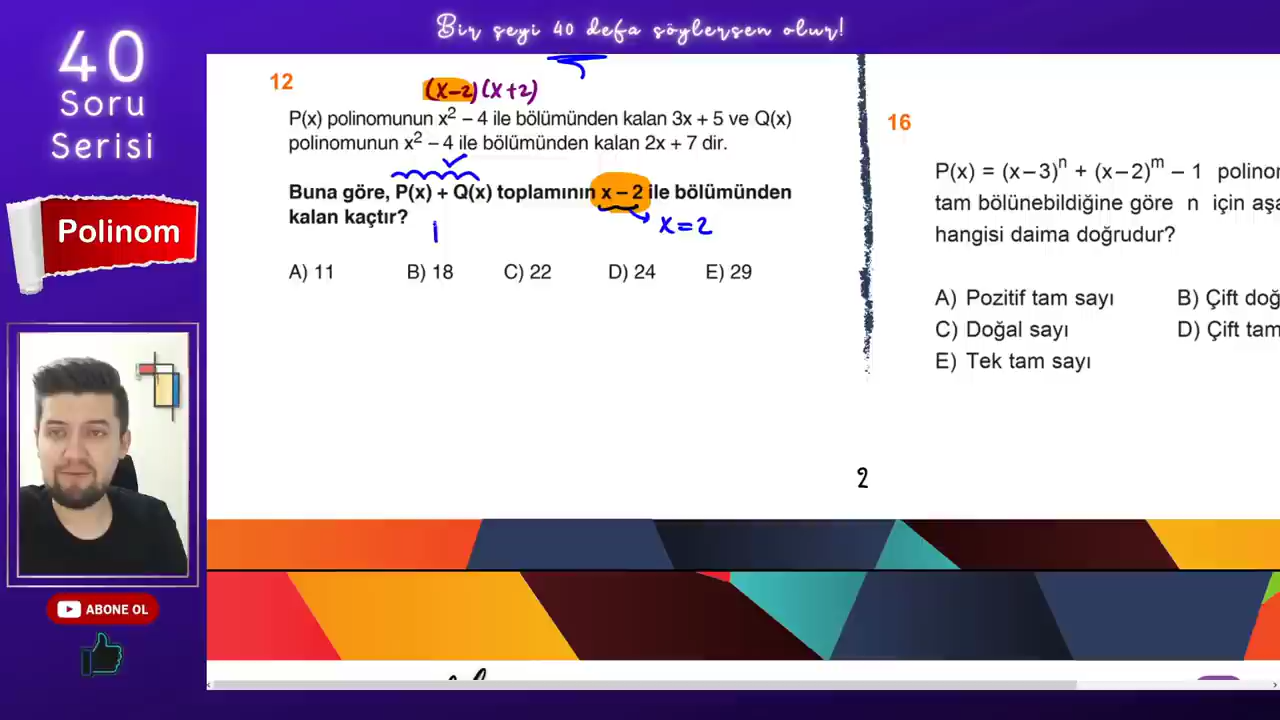 Bir şeyi 40 defa söylersen olur!
40
Soru
Serisi
Polinom
ABONE OL
12
(x-2)(x+2)
P(x) polinomunun x² – 4 ile bölümünden kalan 3x + 5 ve Q(x)
polinomunun x² – 4 ile bölümünden kalan 2x + 7 dir.
Buna göre, P(x) + Q(x) toplamının x – 2 ile bölümünden
kalan kaçtır?
x=2
A) 11 B) 18 C) 22 D) 24 E) 29
16
P(x) = (x–3)ⁿ + (x–2)ᵐ – 1
tam bölünebildiğine göre n için
hangisi daima doğrudur?
A) Pozitif tam sayı B) Çift
C) Doğal sayı D) Çift
E) Tek tam sayı
2